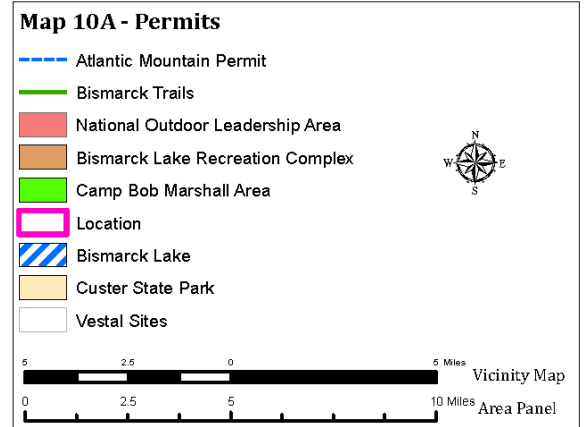 Map 10A - Permits
Atlantic Mountain Permit
Bismarck Trails
National Outdoor Leadership Area
Bismarck Lake Recreation Complex
Camp Bob Marshall Area
Location
Bismarck Lake
Custer State Park
Vestal Sites
N
W E
S
5 2.5 0 5 Miles
Vicinity Map
0 2.5 5 10 Miles
Area Panel